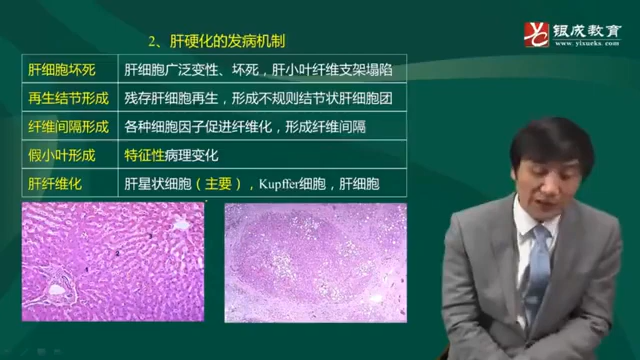 银成教育
www.yixueks.com
2、肝硬化的发病机制
肝细胞坏死 肝细胞广泛变性、坏死，肝小叶纤维支架塌陷
再生结节形成 残存肝细胞再生，形成不规则结节状肝细胞团
纤维间隔形成 各种细胞因子促进纤维化，形成纤维间隔
假小叶形成 特征性病理变化
肝纤维化 肝星状细胞（主要），Kupffer细胞，肝细胞